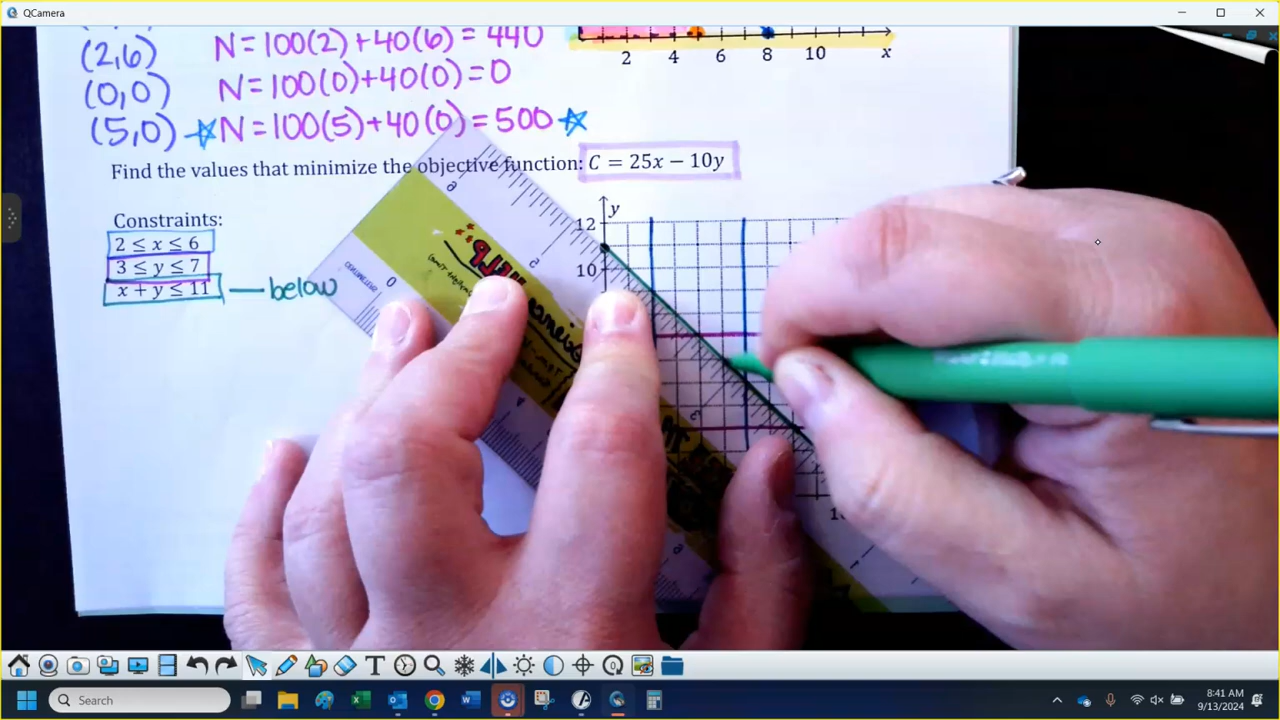 QCamera
(2,6) N = 100(2) + 40(6) = 440
(0,0) N = 100(0) + 40(0) = 0
(5,0) N = 100(5) + 40(0) = 500
2 4 6 8 10 x
Find the values that minimize the objective function: C = 25x − 10y
Constraints:
2 ≤ x ≤ 6
3 ≤ y ≤ 7
x + y ≤ 11 — below
y
12
10
Search
8:41 AM
9/13/2024